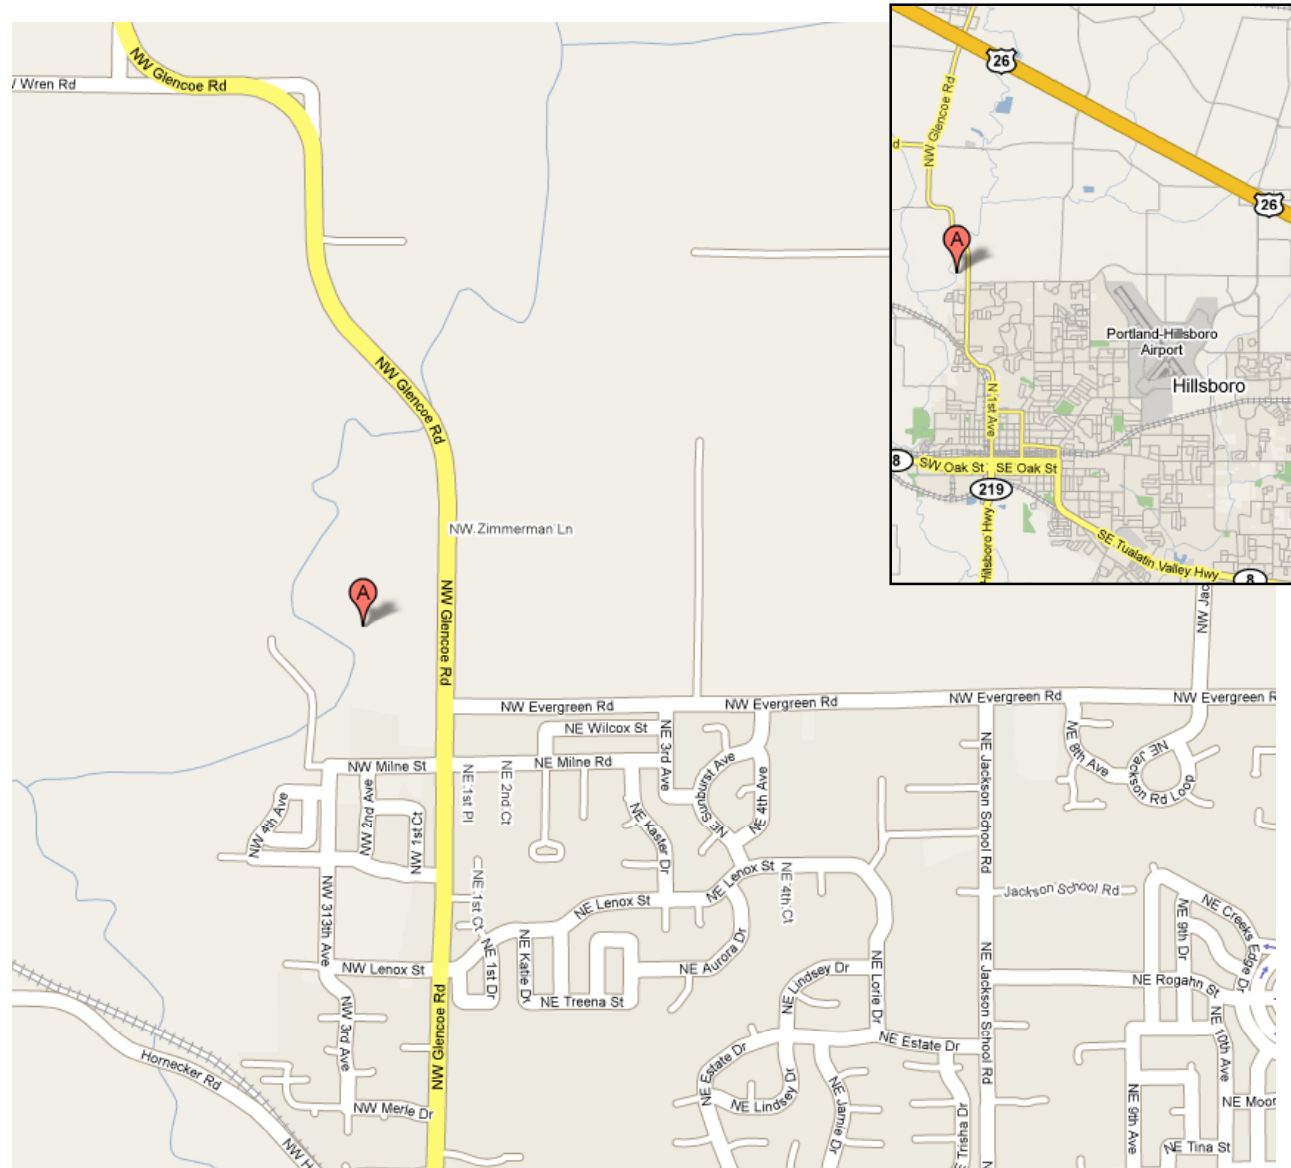 NW Glencoe Rd
Wren Rd
26
NW Glencoe Rd
d
26
A
Portland-Hillsboro
Airport
Hillsboro
N 1st Ave
8
SW Oak St
SE Oak St
219
SE Tualatin Valley Hwy
8
NW Glencoe Rd
NW Zimmerman Ln
A
NW Glencoe Rd
NW Jac
NW Evergreen Rd
NW Evergreen Rd
NW Evergreen Rd
NW Evergreen R
NE Wilcox St
NE 3rd Ave
NE Sunburst Ave
NE 4th Ave
NE 8th Ave
NE Jackson Rd Loop
NE Jackson School Rd
NW Milne St
NE Milne Rd
NE 1st Pl
NE 2nd Ct
NW 4th Ave
NW 2nd Ave
NW 1st Ct
NE Kaster Dr
NE
NE Lenox St
NE 4th Ct
Jackson School Rd
NE 1st Ct
NE Lenox St
NW 313th Ave
NE 9th Dr
NE Creeks Edge Dr
NW Lenox St
NE 1st Dr
NE Katie Dr
NE Aurora Dr
NE Treena St
NE Lindsey Dr
NE Lorie Dr
NE Jackson School Rd
NE Rogahn St
NW 3rd Ave
NW Glencoe Rd
NE Estate Dr
NE Estate Dr
NE 10th Ave
Hornecker Rd
NW Merle Dr
NE Lindsey Dr
NE Jamie Dr
NE Trisha Dr
NE 9th Ave
NE Moor
NW H
N
NE Tina St